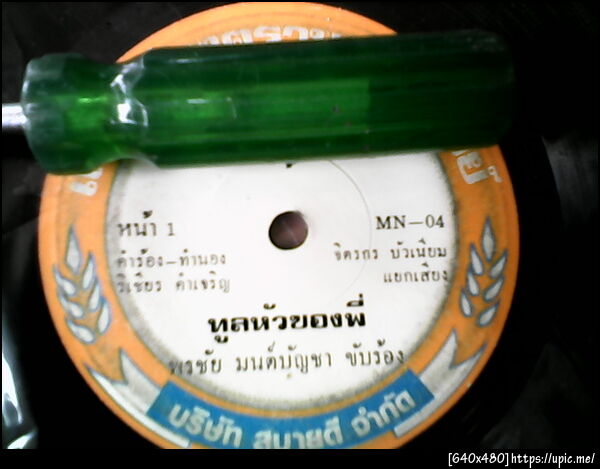 หน้า 1
MN-04
คำร้อง-ทำนอง
วิเชียร คำเจริญ
จิตรกร บัวเนียม
แยกเสียง
ทูลหัวของพี่
พรชัย มนต์บัญชา ขับร้อง
บริษัท สบายดี จำกัด
[640x480]https://upic.me/